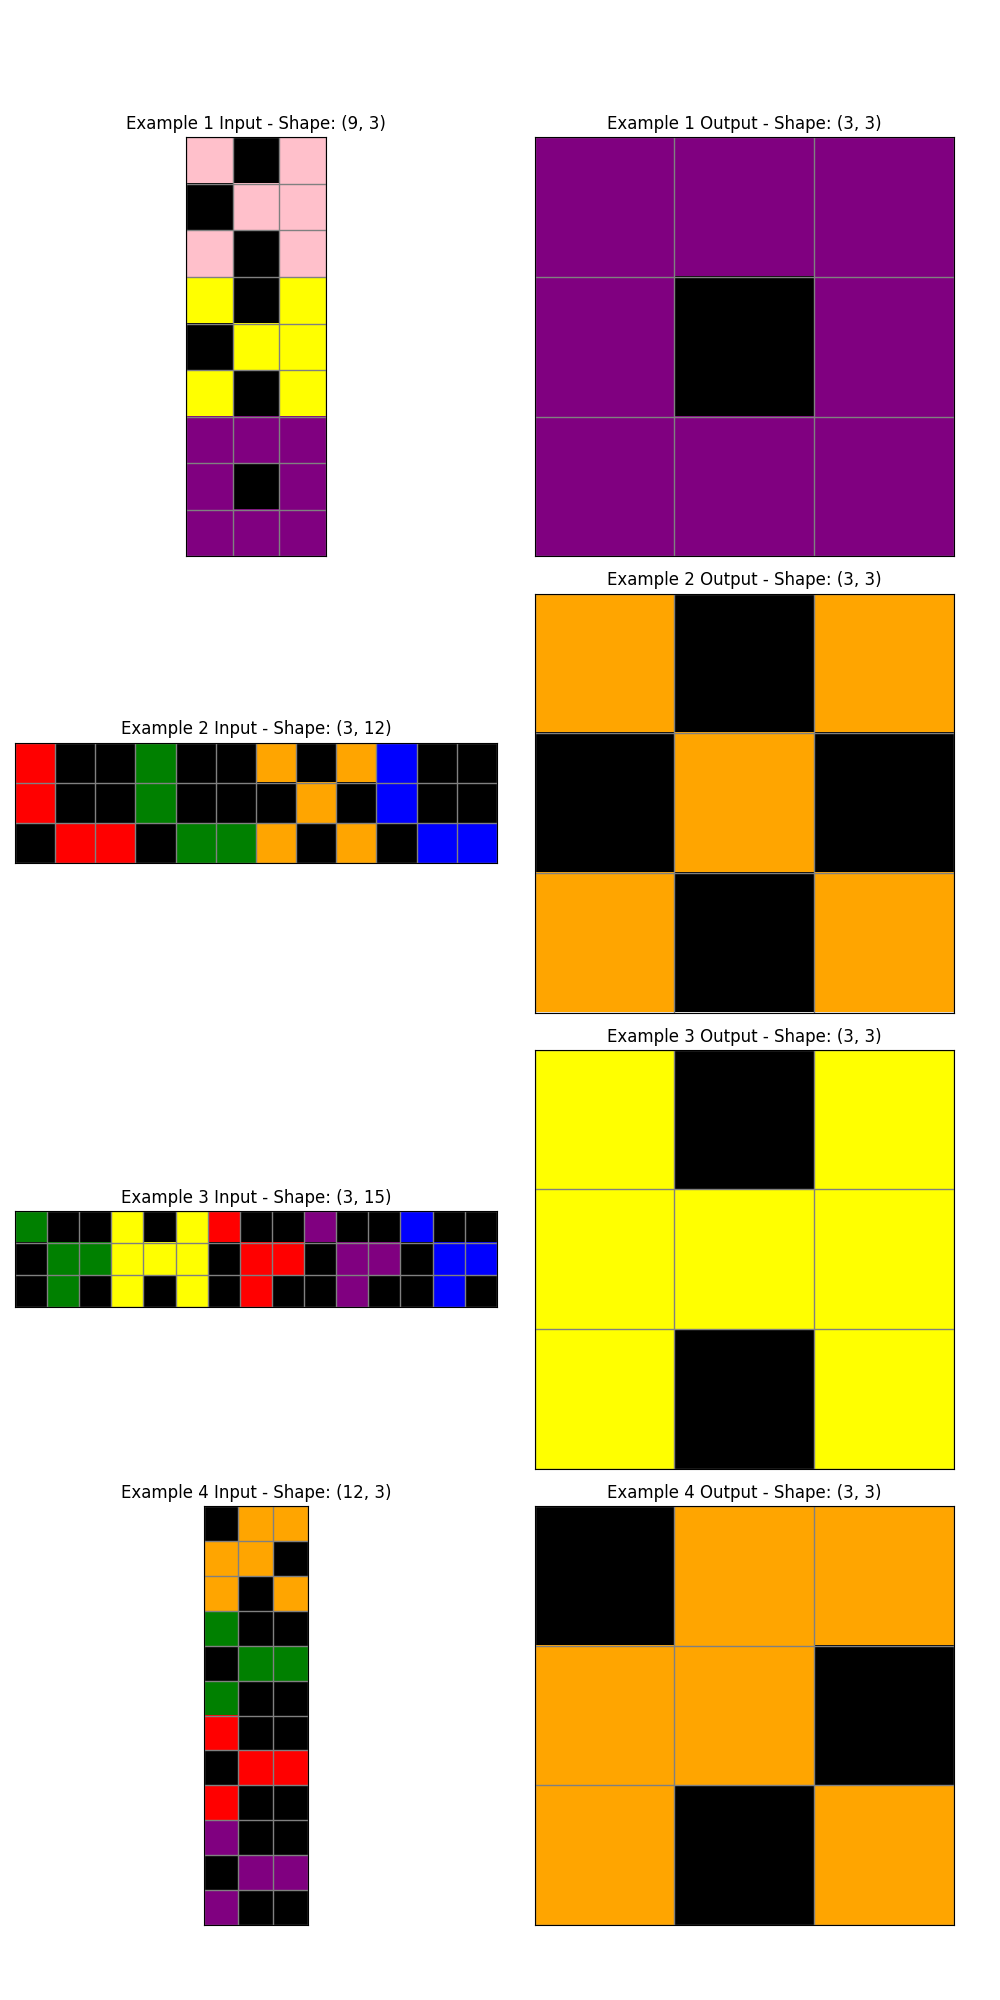 Example 1 Input - Shape: (9, 3)
Example 1 Output - Shape: (3, 3)
Example 2 Output - Shape: (3, 3)
Example 2 Input - Shape: (3, 12)
Example 3 Output - Shape: (3, 3)
Example 3 Input - Shape: (3, 15)
Example 4 Input - Shape: (12, 3)
Example 4 Output - Shape: (3, 3)